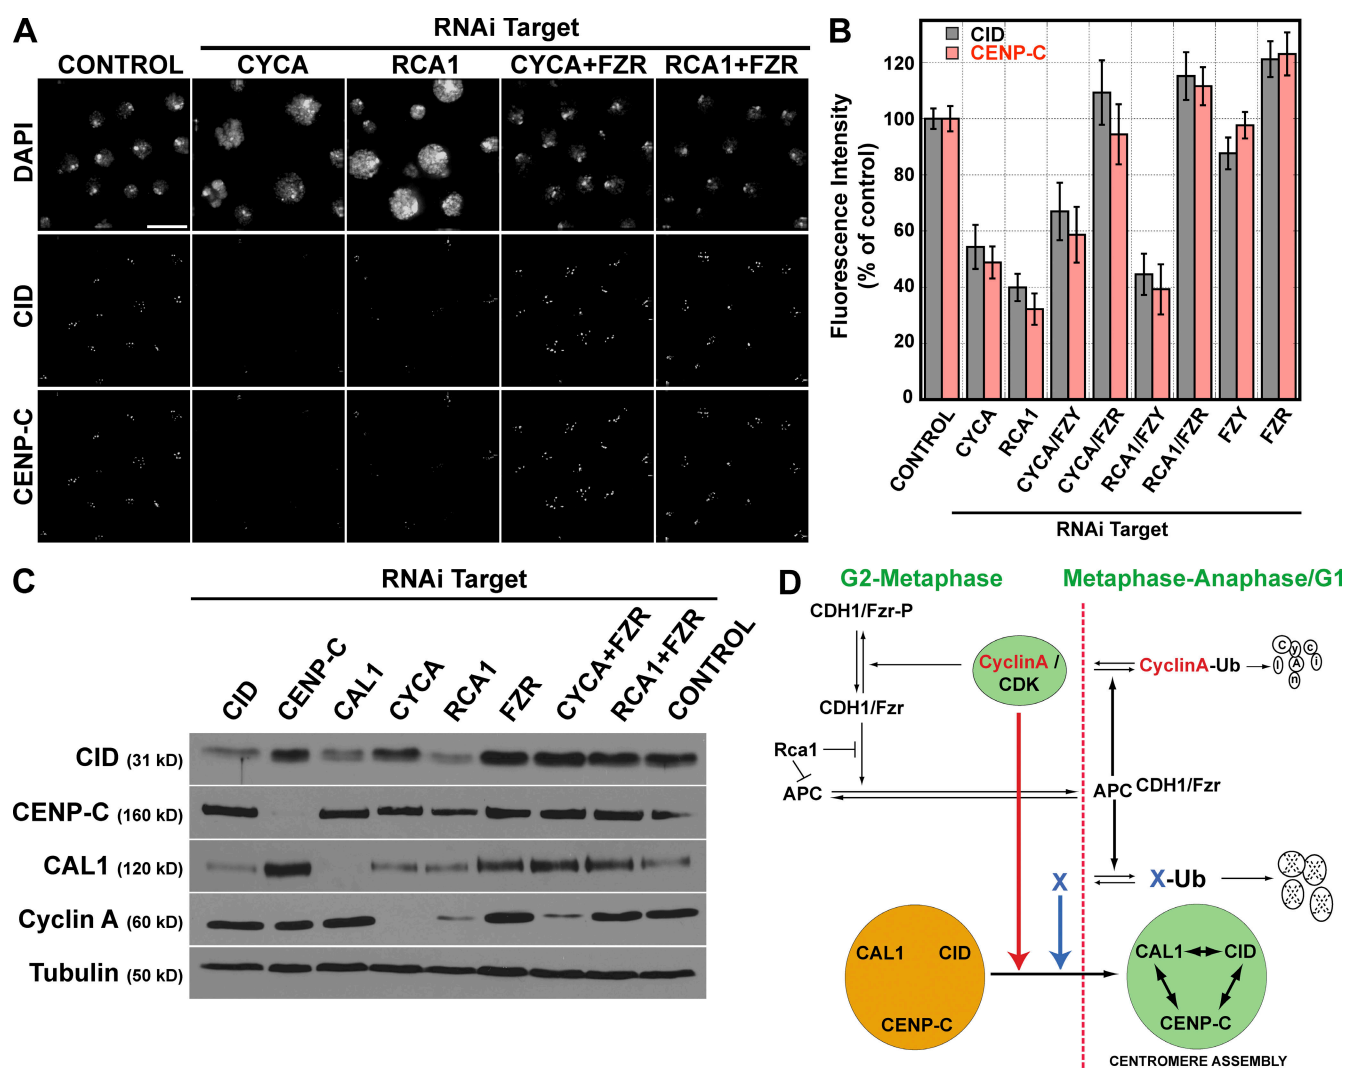 A
RNAi Target
CONTROL
CYCA
RCA1
CYCA+FZR
RCA1+FZR
DAPI
CID
CENP-C
B
CID
CENP-C
Fluorescence Intensity
(% of control)
120
100
80
60
40
20
0
CONTROL
CYCA
RCA1
CYCA/FZY
CYCA/FZR
RCA1/FZY
RCA1/FZR
FZY
FZR
RNAi Target
C
RNAi Target
CID
CENP-C
CAL1
CYCA
RCA1
FZR
CYCA+FZR
RCA1+FZR
CONTROL
CID (31 kD)
CENP-C (160 kD)
CAL1 (120 kD)
Cyclin A (60 kD)
Tubulin (50 kD)
D
G2-Metaphase
Metaphase-Anaphase/G1
CDH1/Fzr-P
CyclinA /
CDK
CDH1/Fzr
Rca1
APC
CyclinA-Ub
C y c l i n A
APC CDH1/Fzr
X
X-Ub
CAL1 CID
CENP-C
CAL1 CID
CENP-C
CENTROMERE ASSEMBLY